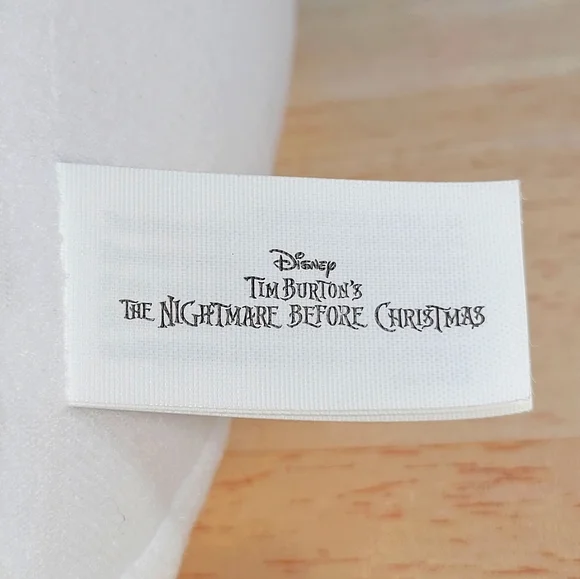 Disney
Tim Burton's
The Nightmare Before Christmas